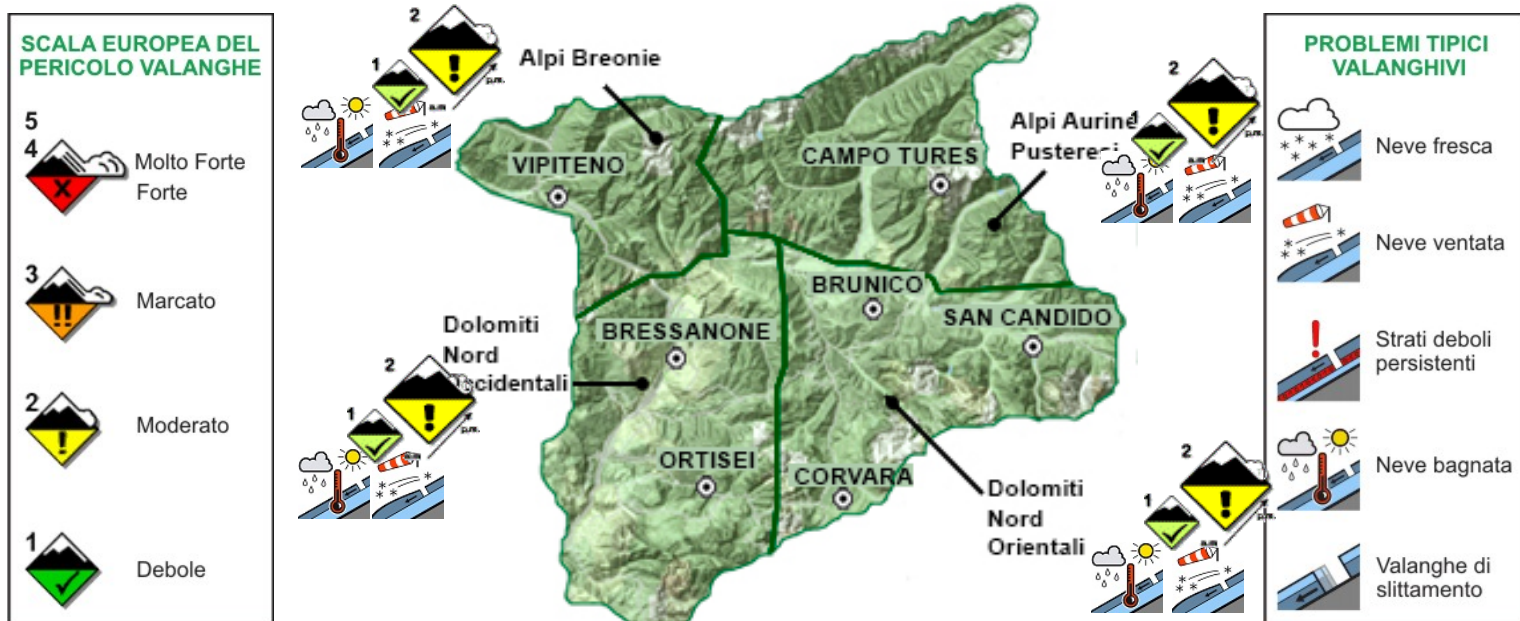 SCALA EUROPEA DEL
PERICOLO VALANGHE
5
4
Molto Forte
Forte
3
Marcato
2
Moderato
1
Debole
2
1
a.m
p.m.
Alpi Breonie
VIPITENO
CAMPO TURES
Alpi Aurine
Pusteresi
2
a.m
BRUNICO
SAN CANDIDO
BRESSANONE
Dolomiti
Nord
Occidentali
2
1
p.m.
ORTISEI
CORVARA
Dolomiti
Nord
Orientali
2
1
a.m
p.m.
PROBLEMI TIPICI
VALANGHIVI
Neve fresca
Neve ventata
Strati deboli
persistenti
Neve bagnata
Valanghe di
slittamento